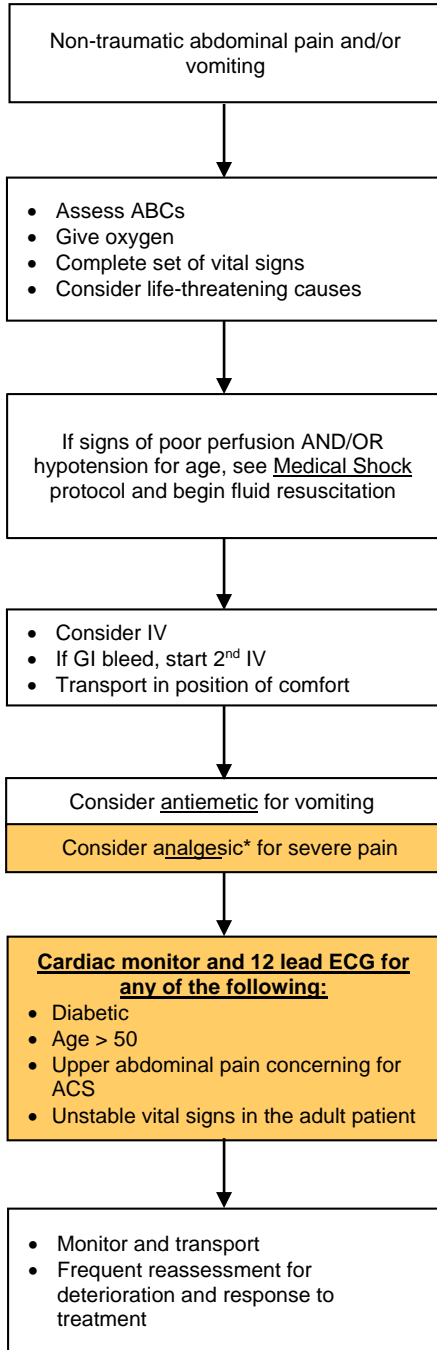 Non-traumatic abdominal pain and/or
vomiting
• Assess ABCs
• Give oxygen
• Complete set of vital signs
• Consider life-threatening causes
If signs of poor perfusion AND/OR
hypotension for age, see Medical Shock
protocol and begin fluid resuscitation
• Consider IV
• If GI bleed, start 2nd IV
• Transport in position of comfort
Consider antiemetic for vomiting
Consider analgesic* for severe pain
Cardiac monitor and 12 lead ECG for
any of the following:
• Diabetic
• Age > 50
• Upper abdominal pain concerning for
ACS
• Unstable vital signs in the adult patient
• Monitor and transport
• Frequent reassessment for
deterioration and response to
treatment